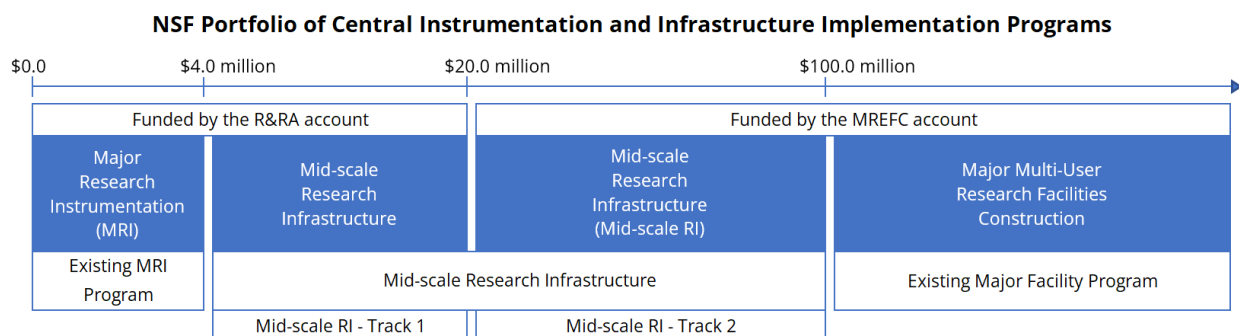 NSF Portfolio of Central Instrumentation and Infrastructure Implementation Programs
$0.0
$4.0 million
$20.0 million
$100.0 million
Funded by the R&RA account
Funded by the MREFC account
Major
Research
Instrumentation
(MRI)
Mid-scale
Research
Infrastructure
Mid-scale
Research
Infrastructure
(Mid-scale RI)
Major Multi-User
Research Facilities
Construction
Existing MRI
Program
Mid-scale Research Infrastructure
Existing Major Facility Program
Mid-scale RI - Track 1
Mid-scale RI - Track 2